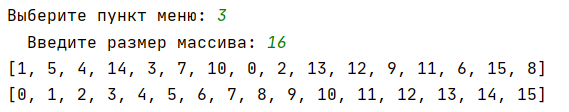 Выберите пункт меню: 3
Введите размер массива: 16
[1, 5, 4, 14, 3, 7, 10, 0, 2, 13, 12, 9, 11, 6, 15, 8]
[0, 1, 2, 3, 4, 5, 6, 7, 8, 9, 10, 11, 12, 13, 14, 15]